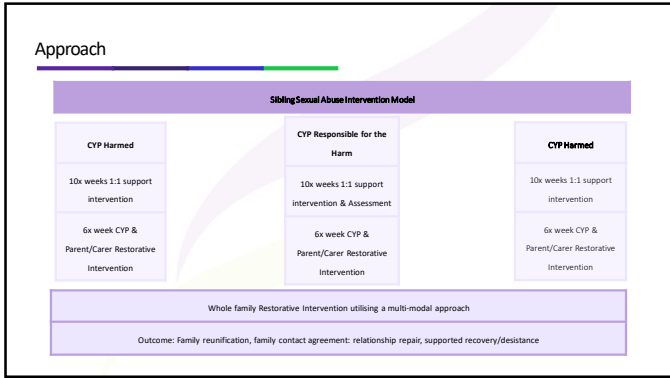 Approach
Sibling Sexual Abuse Intervention Model
CYP Harmed
10x weeks 1:1 support
intervention
6x week CYP &
Parent/Carer Restorative
Intervention
CYP Responsible for the
Harm
10x weeks 1:1 support
intervention & Assessment
6x week CYP &
Parent/Carer Restorative
Intervention
CYP Harmed
10x weeks 1:1 support
intervention
6x week CYP &
Parent/Carer Restorative
Intervention
Whole family Restorative Intervention utilising a multi-modal approach
Outcome: Family reunification, family contact agreement: relationship repair, supported recovery/desistance